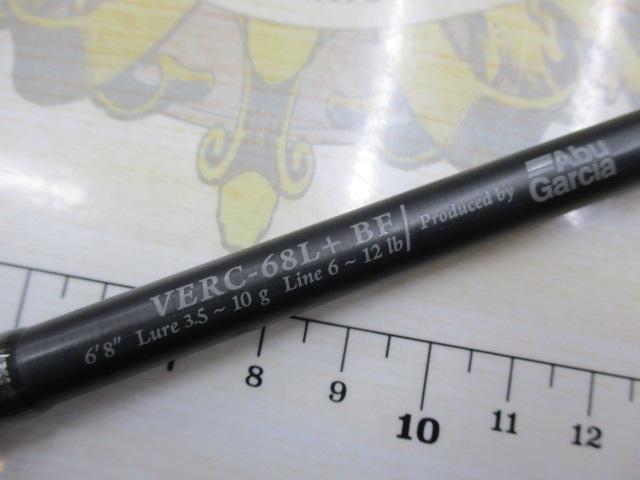 VERC-68L+ BF
6'8" Lure 3.5~10 g Line 6~12 lb
Produced by
Abu
Garcia
8 9 10 11 12